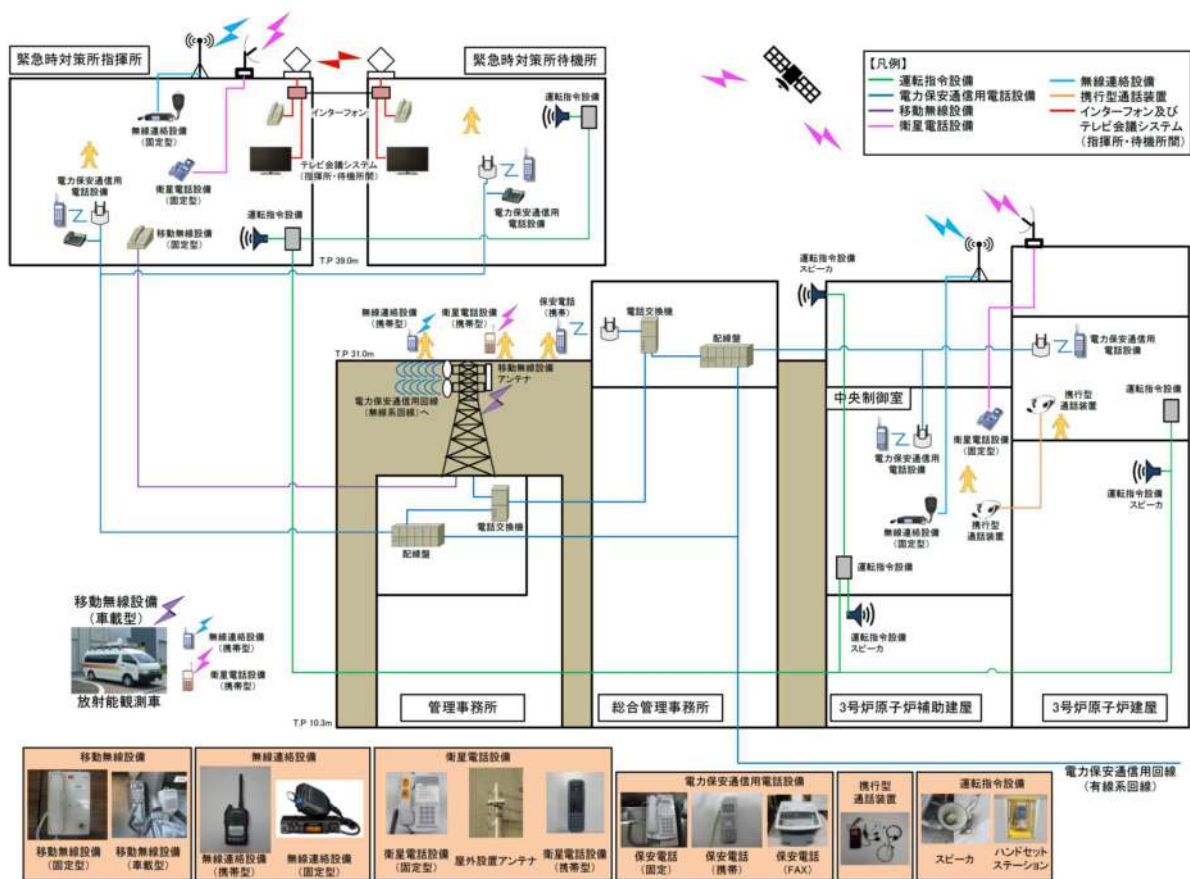 緊急時対策所指揮所
緊急時対策所待機所
【凡例】
運転指令設備
電力保安通信用電話設備
移動無線設備
衛星電話設備
無線連絡設備
携行型通話装置
インターフォン及び
テレビ会議システム
(指揮所・待機所間)
インターフォン
運転指令設備
無線連絡設備
(固定型)
テレビ会議システム
(指揮所・待機所間)
電力保安通信用
電話設備
衛星電話設備
(固定型)
運転指令設備
移動無線設備
(固定型)
電力保安通信用
電話設備
T.P 39.0m
運転指令設備
スピーカ
無線連絡設備
(携帯型)
衛星電話設備
(携帯型)
保安電話
(携帯)
電話交換機
配線盤
T.P 31.0m
移動無線設備
アンテナ
電力保安通信用回線
(無線系回線)へ
電力保安通信用
電話設備
中央制御室
携行型
通話装置
運転指令設備
衛星電話設備
(固定型)
電力保安通信用
電話設備
運転指令設備
スピーカ
電話交換機
配線盤
無線連絡設備
(固定型)
携行型
通話装置
運転指令設備
運転指令設備
スピーカ
移動無線設備
(車載型)
無線連絡設備
(携帯型)
衛星電話設備
(携帯型)
放射能観測車
管理事務所
総合管理事務所
3号炉原子炉補助建屋
3号炉原子炉建屋
T.P 10.3m
電力保安通信用回線
(有線系回線)
移動無線設備
移動無線設備
(固定型)
移動無線設備
(車載型)
無線連絡設備
無線連絡設備
(携帯型)
無線連絡設備
(固定型)
衛星電話設備
衛星電話設備
(固定型)
屋外設置アンテナ
衛星電話設備
(携帯型)
電力保安通信用電話設備
保安電話
(固定)
保安電話
(携帯)
保安電話
(FAX)
携行型
通話装置
運転指令設備
スピーカ
ハンドセット
ステーション